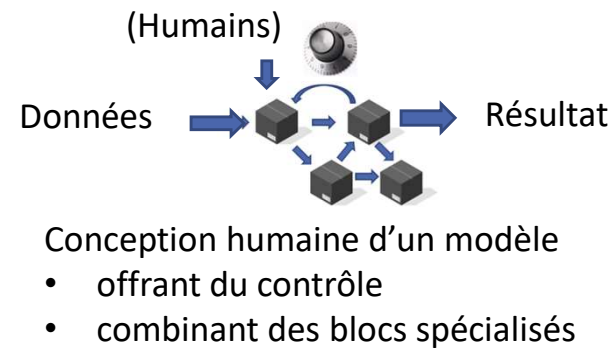 (Humains)
Données
Résultat
Conception humaine d’un modèle
• offrant du contrôle
• combinant des blocs spécialisés